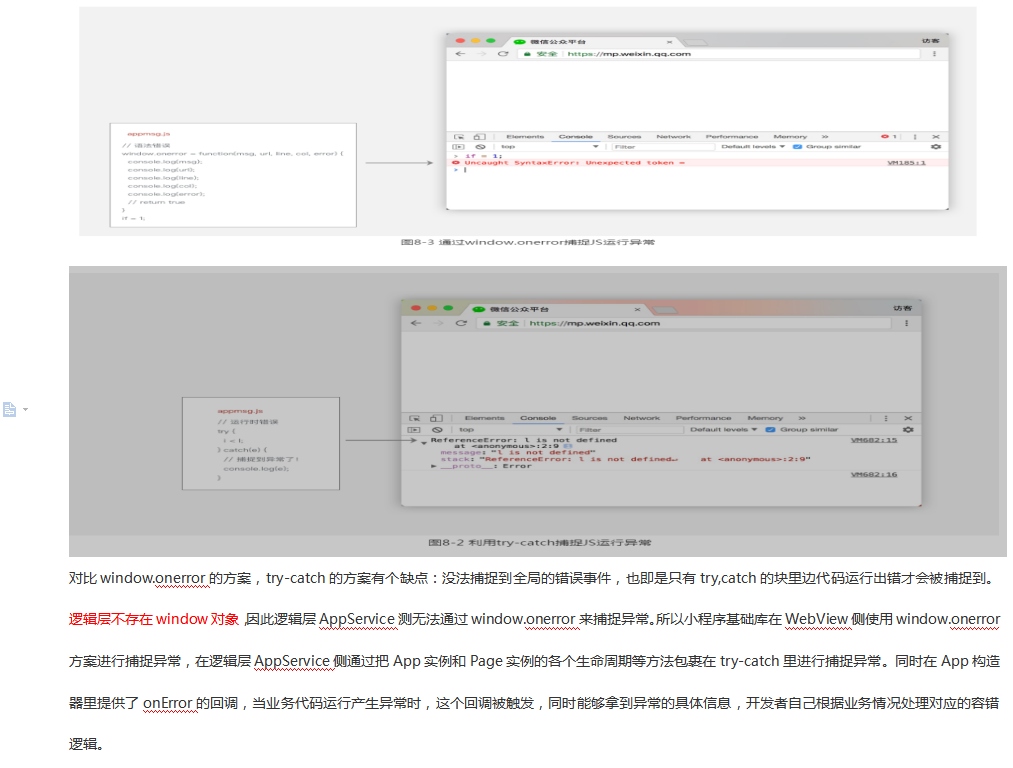 微信公众平台 × 访客
安全 https://mp.weixin.qq.com
appmsg.js
// 语法错误
window.onerror = function(msg, url, line, col, error) {
console.log(msg);
console.log(url);
console.log(line);
console.log(col);
console.log(error);
// return true
}
if = 1;
Elements Console Sources Network Performance Memory » 1 ⋮ ×
top Filter Default levels ▼ Group similar
> if = 1;
Uncaught SyntaxError: Unexpected token = VM185:1
>
图8-3 通过window.onerror捕捉JS运行异常
微信公众平台 × 访客
安全 https://mp.weixin.qq.com
appmsg.js
// 运行时错误
try {
i < l;
} catch(e) {
// 捕捉到异常了!
console.log(e);
}
Elements Console Sources Network Performance Memory » ⋮ ×
top Filter Default levels ▼ Group similar
ReferenceError: l is not defined VM682:15
at <anonymous>:2:9
message: "l is not defined"
stack: "ReferenceError: l is not defined↵ at <anonymous>:2:9"
▶ __proto__: Error
VM682:16
图8-2 利用try-catch捕捉JS运行异常
对比 window.onerror 的方案，try-catch 的方案有个缺点：没法捕捉到全局的错误事件，也即是只有 try,catch 的块里边代码运行出错才会被捕捉到。
逻辑层不存在 window 对象，因此逻辑层 AppService 测无法通过 window.onerror 来捕捉异常。所以小程序基础库在 WebView 侧使用 window.onerror
方案进行捕捉异常，在逻辑层 AppService 侧通过把 App 实例和 Page 实例的各个生命周期等方法包裹在 try-catch 里进行捕捉异常。同时在 App 构造
器里提供了 onError 的回调，当业务代码运行产生异常时，这个回调被触发，同时能够拿到异常的具体信息，开发者自己根据业务情况处理对应的容错
逻辑。